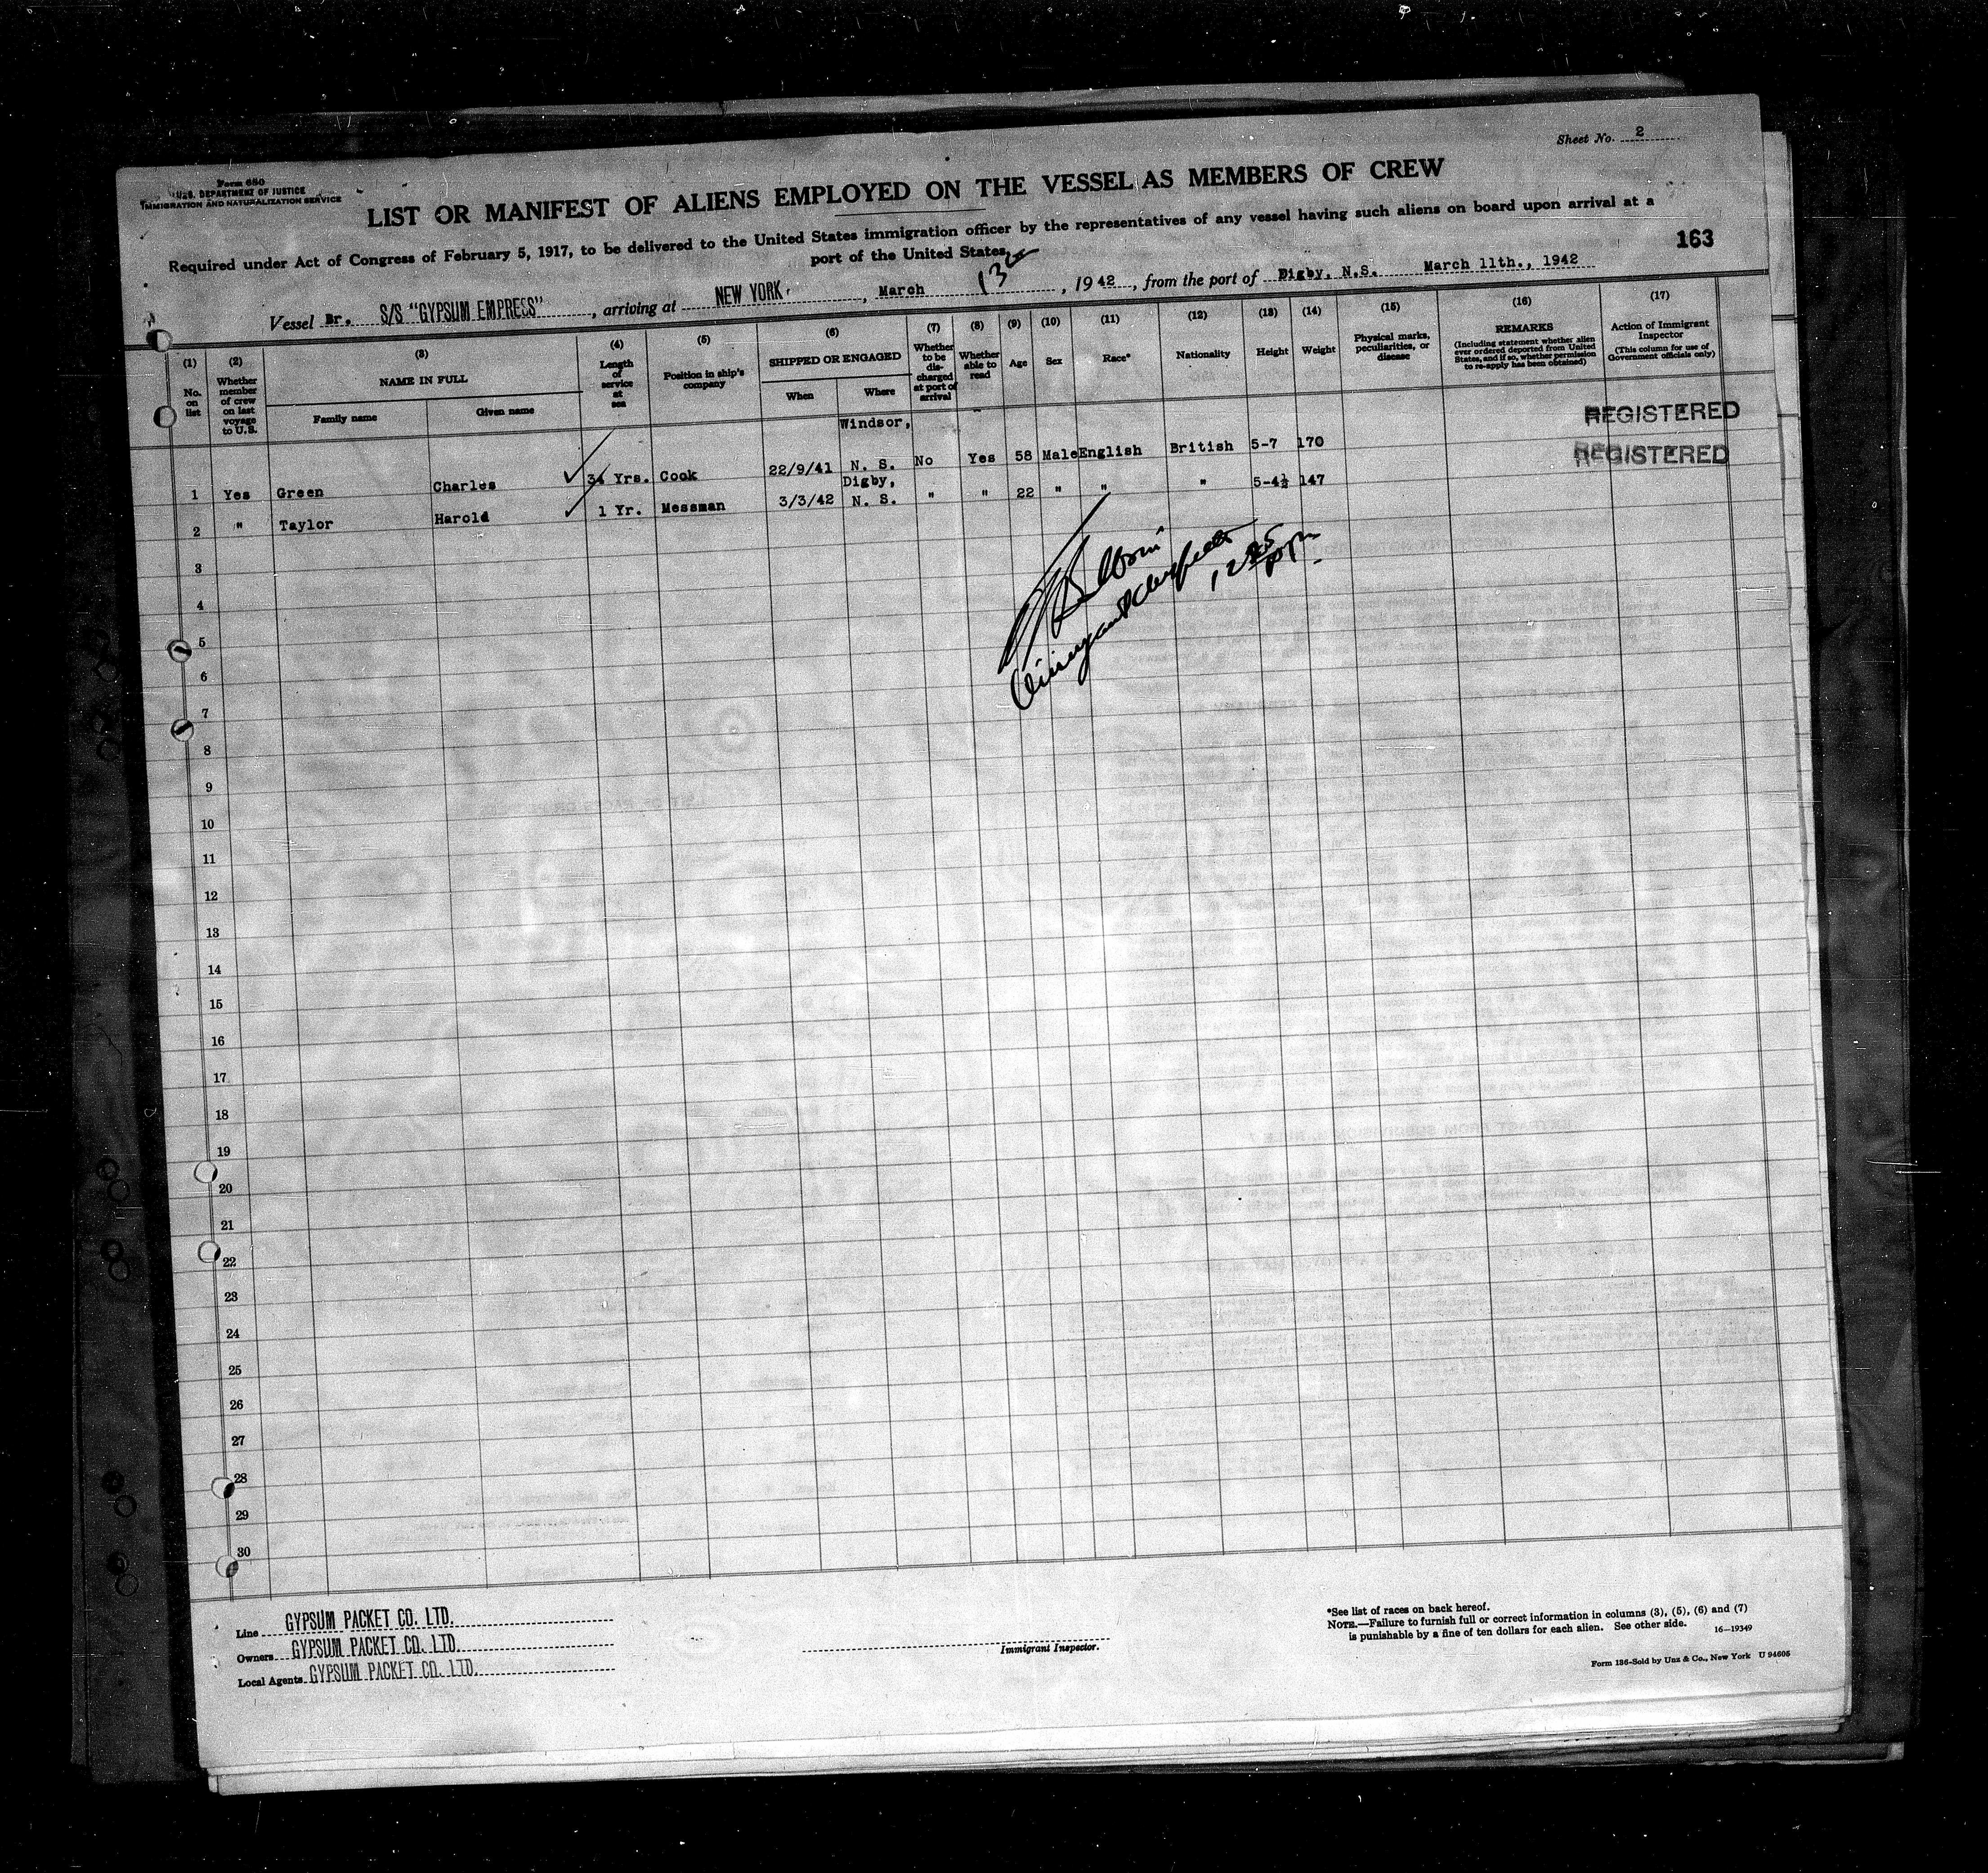 Sheet No. 2
Form 680
U.S. DEPARTMENT OF JUSTICE
IMMIGRATION AND NATURALIZATION SERVICE
LIST OR MANIFEST OF ALIENS EMPLOYED ON THE VESSEL AS MEMBERS OF CREW
Required under Act of Congress of February 5, 1917, to be delivered to the United States immigration officer by the representatives of any vessel having such aliens on board upon arrival at a
port of the United States
163
Vessel Br. S/S "GYPSUM EMPRESS", arriving at NEW YORK, March 13, 1942, from the port of Digby, N.S. March 11th., 1942
(1) No. on list
(2) Whether member of crew on last voyage to U.S.
(3) NAME IN FULL
Family name Given name
(4) Length of service at sea
(5) Position in ship's company
(6) SHIPPED OR ENGAGED
When Where
(7) Whether to be discharged at port of arrival
(8) Whether able to read
(9) Age
(10) Sex
(11) Race*
(12) Nationality
(13) Height
(14) Weight
(15) Physical marks, peculiarities, or disease
(16) REMARKS
(Including statement whether alien ever ordered deported from United States, and if so, whether permission to re-apply has been obtained)
(17) Action of Immigrant Inspector
(This column for use of Government officials only)
1 Yes Green Charles 34 Yrs. Cook 22/9/41 Windsor, N. S. No Yes 58 Male English British 5-7 170 REGISTERED
2 " Taylor Harold 1 Yr. Messman 3/3/42 Digby, N. S. " " 22 " " " 5-4½ 147 REGISTERED
3
4
5
6
7
8
9
10
11
12
13
14
15
16
17
18
19
20
21
22
23
24
25
26
27
28
29
30
Line GYPSUM PACKET CO. LTD.
Owners GYPSUM PACKET CO. LTD.
Local Agents GYPSUM PACKET CO. LTD.
Immigrant Inspector.
*See list of races on back hereof.
NOTE.—Failure to furnish full or correct information in columns (3), (5), (6) and (7)
is punishable by a fine of ten dollars for each alien. See other side.
16—19349
Form 186-Sold by Unz & Co., New York U 94605